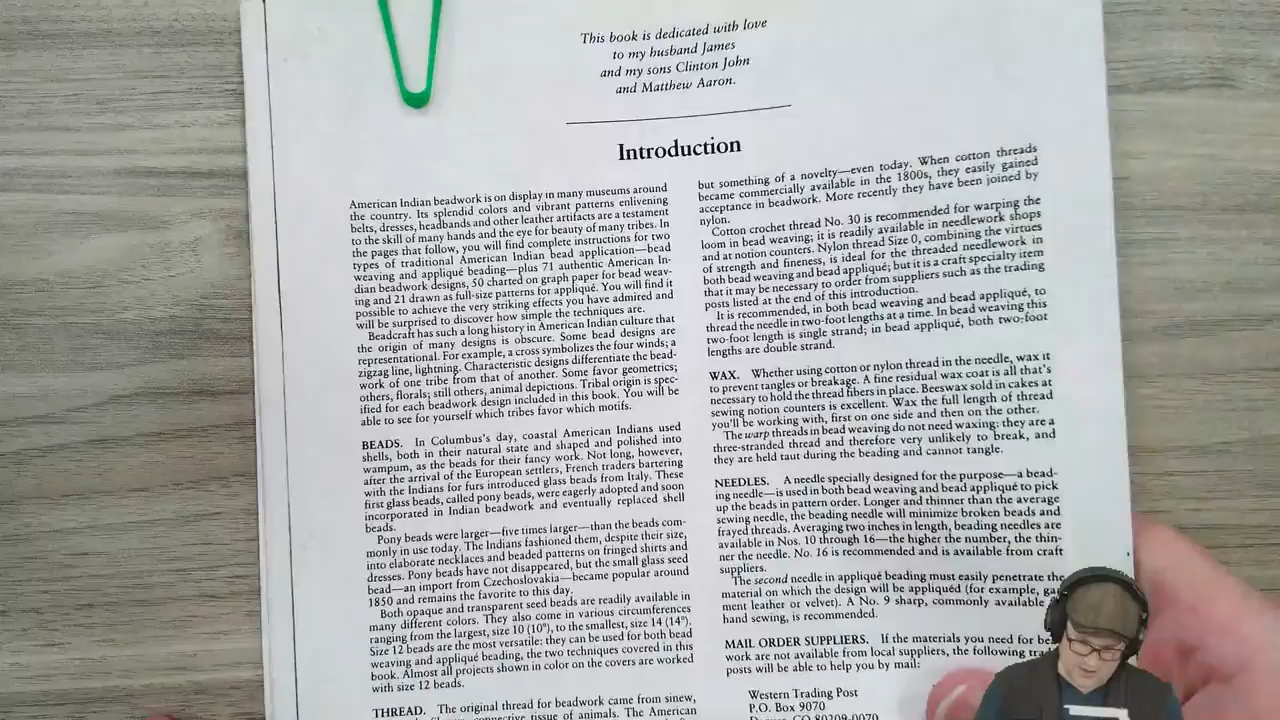 This book is dedicated with love
to my husband James
and my sons Clinton John
and Matthew Aaron.
Introduction
American Indian beadwork is on display in many museums around
the country. Its splendid colors and vibrant patterns enlivening
belts, dresses, headbands and other leather artifacts are a testament
to the skill of many hands and the eye for beauty of many tribes. In
the pages that follow, you will find complete instructions for two
types of traditional American Indian bead application—bead
weaving and appliqué beading—plus 71 authentic American In-
dian beadwork designs, 50 charted on graph paper for bead weav-
ing and 21 drawn as full-size patterns for appliqué. You will find it
possible to achieve the very striking effects you have admired and
will be surprised to discover how simple the techniques are.
Beadcraft has such a long history in American Indian culture that
the origin of many designs is obscure. Some bead designs are
representational. For example, a cross symbolizes the four winds; a
zigzag line, lightning. Characteristic designs differentiate the bead-
work of one tribe from that of another. Some favor geometrics;
others, florals; still others, animal depictions. Tribal origin is spec-
ified for each beadwork design included in this book. You will be
able to see for yourself which tribes favor which motifs.
BEADS. In Columbus's day, coastal American Indians used
shells, both in their natural state and shaped and polished into
wampum, as the beads for their fancy work. Not long, however,
after the arrival of the European settlers, French traders bartering
with the Indians for furs introduced glass beads from Italy. These
first glass beads, called pony beads, were eagerly adopted and soon
incorporated in Indian beadwork and eventually replaced shell
beads.
Pony beads were larger—five times larger—than the beads com-
monly in use today. The Indians fashioned them, despite their size,
into elaborate necklaces and beaded patterns on fringed shirts and
dresses. Pony beads have not disappeared, but the small glass seed
bead—an import from Czechoslovakia—became popular around
1850 and remains the favorite to this day.
Both opaque and transparent seed beads are readily available in
many different colors. They also come in various circumferences
ranging from the largest, size 10 (10°), to the smallest, size 14 (14°).
Size 12 beads are the most versatile: they can be used for both bead
weaving and appliqué beading, the two techniques covered in this
book. Almost all projects shown in color on the covers are worked
with size 12 beads.
THREAD. The original thread for beadwork came from sinew,
connective tissue of animals. The American
but something of a novelty—even today. When cotton threads
became commercially available in the 1800s, they easily gained
acceptance in beadwork. More recently they have been joined by
nylon.
Cotton crochet thread No. 30 is recommended for warping the
loom in bead weaving; it is readily available in needlework shops
and at notion counters. Nylon thread Size 0, combining the virtues
of strength and fineness, is ideal for the threaded needlework in
both bead weaving and bead appliqué; but it is a craft specialty item
that it may be necessary to order from suppliers such as the trading
posts listed at the end of this introduction.
It is recommended, in both bead weaving and bead appliqué, to
thread the needle in two-foot lengths at a time. In bead weaving this
two-foot length is single strand; in bead appliqué, both two-foot
lengths are double strand.
WAX. Whether using cotton or nylon thread in the needle, wax it
to prevent tangles or breakage. A fine residual wax coat is all that's
necessary to hold the thread fibers in place. Beeswax sold in cakes at
sewing notion counters is excellent. Wax the full length of thread
you'll be working with, first on one side and then on the other.
The warp threads in bead weaving do not need waxing: they are a
three-stranded thread and therefore very unlikely to break, and
they are held taut during the beading and cannot tangle.
NEEDLES. A needle specially designed for the purpose—a bead-
ing needle—is used in both bead weaving and bead appliqué to pick
up the beads in pattern order. Longer and thinner than the average
sewing needle, the beading needle will minimize broken beads and
frayed threads. Averaging two inches in length, beading needles are
available in Nos. 10 through 16—the higher the number, the thin-
ner the needle. No. 16 is recommended and is available from craft
suppliers.
The second needle in appliqué beading must easily penetrate the
material on which the design will be appliquéd (for example, gar-
ment leather or velvet). A No. 9 sharp, commonly available
hand sewing, is recommended.
MAIL ORDER SUPPLIERS. If the materials you need for
work are not available from local suppliers, the following
posts will be able to help you by mail:
Western Trading Post
P.O. Box 9070
CO 80209-0070